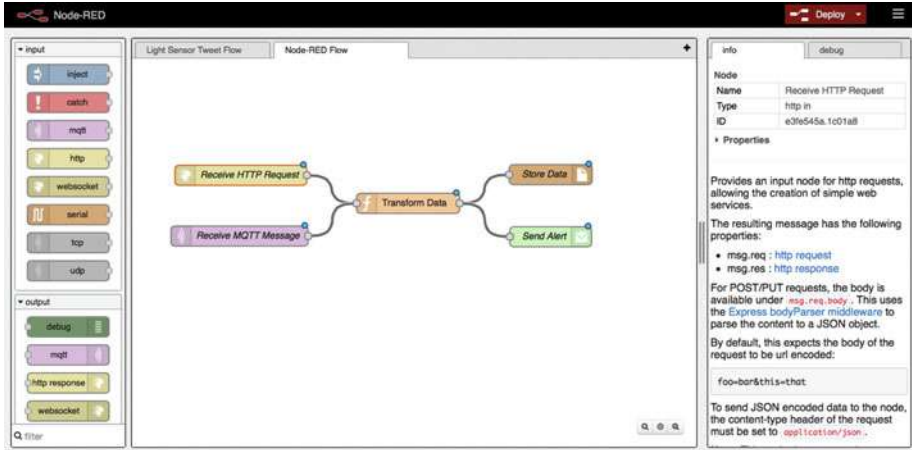 Node-RED
Deploy
input
inject
catch
mqtt
http
websocket
serial
tcp
udp
output
debug
mqtt
http response
websocket
filter
Light Sensor Tweet Flow
Node-RED Flow
Receive HTTP Request
Receive MQTT Message
Transform Data
Store Data
Send Alert
info
debug
Node
Name Receive HTTP Request
Type http in
ID e3fe545a.1c01a8
Properties
Provides an input node for http requests,
allowing the creation of simple web
services.
The resulting message has the following
properties:
• msg.req : http request
• msg.res : http response
For POST/PUT requests, the body is
available under msg.req.body. This uses
the Express bodyParser middleware to
parse the content to a JSON object.
By default, this expects the body of the
request to be url encoded:
foo=bar&this=that
To send JSON encoded data to the node,
the content-type header of the request
must be set to application/json.